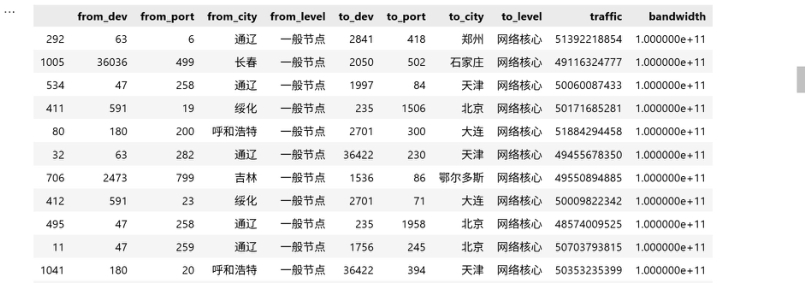 ...
from_dev from_port from_city from_level to_dev to_port to_city to_level traffic bandwidth
292 63 6 通辽 一般节点 2841 418 郑州 网络核心 51392218854 1.000000e+11
1005 36036 499 长春 一般节点 2050 502 石家庄 网络核心 49116324777 1.000000e+11
534 47 258 通辽 一般节点 1997 84 天津 网络核心 50060087433 1.000000e+11
411 591 19 绥化 一般节点 235 1506 北京 网络核心 50171685281 1.000000e+11
80 180 200 呼和浩特 一般节点 2701 300 大连 网络核心 51884294458 1.000000e+11
32 63 282 通辽 一般节点 36422 230 天津 网络核心 49455678350 1.000000e+11
706 2473 799 吉林 一般节点 1536 86 鄂尔多斯 网络核心 49550894885 1.000000e+11
412 591 23 绥化 一般节点 2701 71 大连 网络核心 50009822342 1.000000e+11
495 47 258 通辽 一般节点 235 1958 北京 网络核心 48574009525 1.000000e+11
11 47 259 通辽 一般节点 1756 245 北京 网络核心 50703793815 1.000000e+11
1041 180 20 呼和浩特 一般节点 36422 394 天津 网络核心 50353235399 1.000000e+11